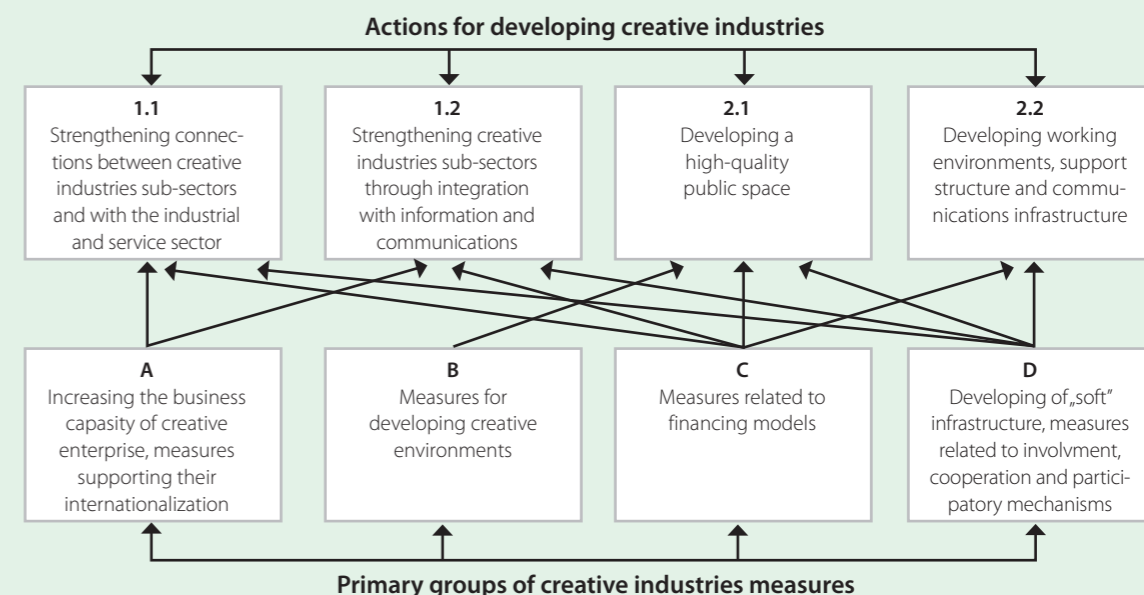 Actions for developing creative industries
1.1
Strengthening connec-
tions between creative
industries sub-sectors
and with the industrial
and service sector
1.2
Strengthening creative
industries sub-sectors
through integration
with information and
communications
2.1
Developing a
high-quality
public space
2.2
Developing working
environments, support
structure and commu-
nications infrastructure
A
Increasing the business
capacity of creative
enterprise, measures
supporting their
internationalization
B
Measures for
developing creative
environments
C
Measures related to
financing models
D
Developing of „soft"
infrastructure, measures
related to involvment,
cooperation and partici-
patory mechanisms
Primary groups of creative industries measures